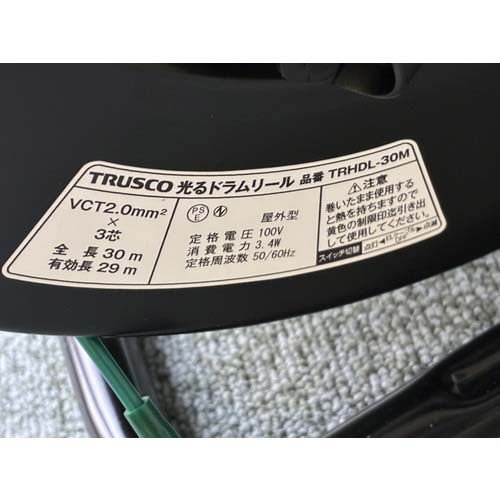 TRUSCO 光るドラムリール 品番 TRHDL-30M
VCT2.0mm²
×
3芯
全 長 30 m
有効長 29 m
PS
E
N
屋外型
定格電圧 100V
消費電力 3.4W
定格周波数 50/60Hz
⚠注意
巻いたまま使用する
と熱を持ちますので
黄色の制限印迄引き出
して使用してください。
スイッチ切替